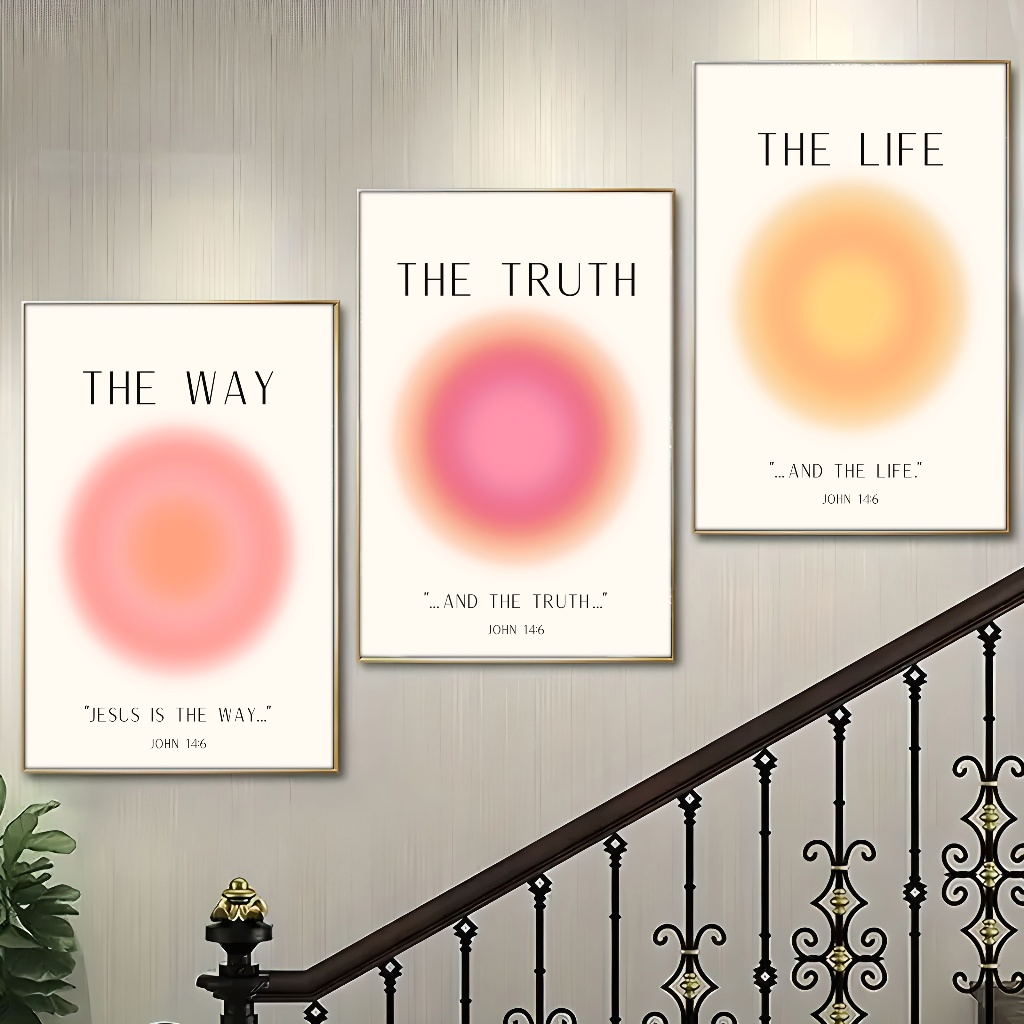 THE WAY
"JESUS IS THE WAY..."
JOHN 14:6
THE TRUTH
"...AND THE TRUTH..."
JOHN 14:6
THE LIFE
"...AND THE LIFE."
JOHN 14:6